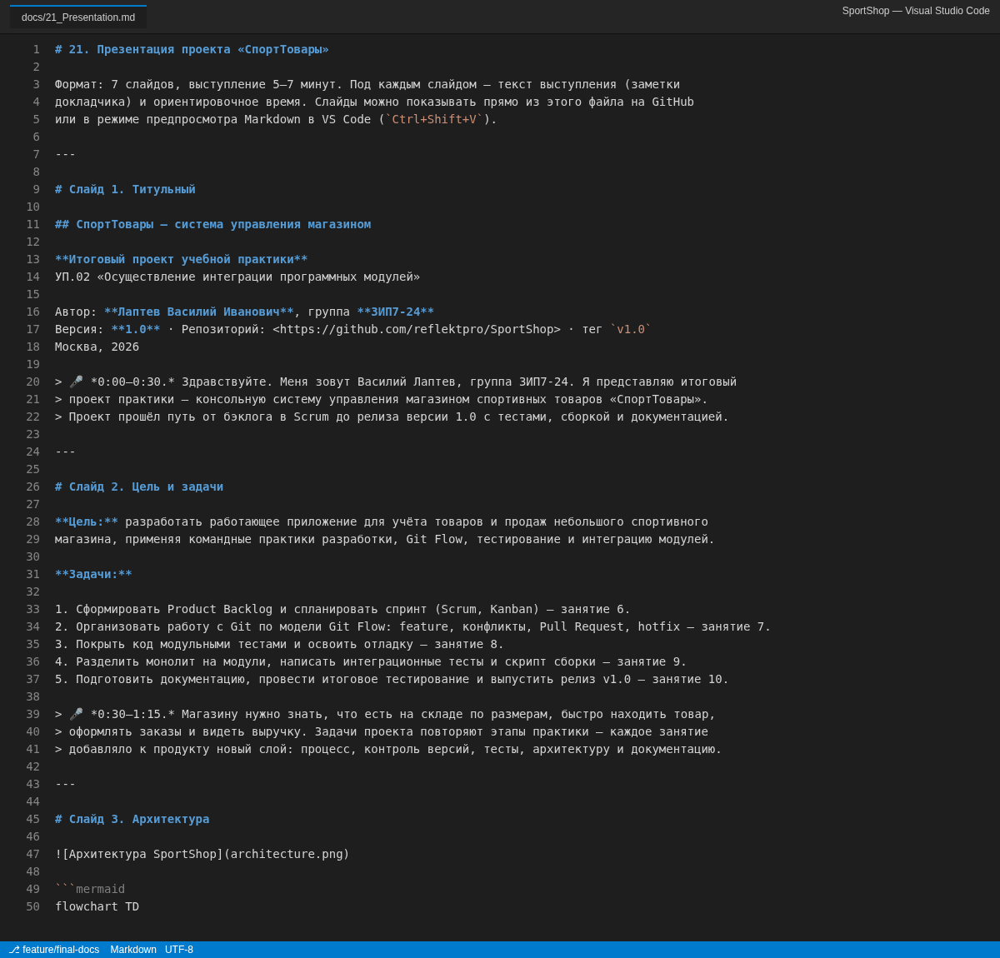 docs/21_Presentation.md
SportShop — Visual Studio Code
1 # 21. Презентация проекта «СпортТовары»
2
3 Формат: 7 слайдов, выступление 5–7 минут. Под каждым слайдом — текст выступления (заметки
4 докладчика) и ориентировочное время. Слайды можно показывать прямо из этого файла на GitHub
5 или в режиме предпросмотра Markdown в VS Code (`Ctrl+Shift+V`).
6
7 ---
8
9 # Слайд 1. Титульный
10
11 ## СпортТовары — система управления магазином
12
13 **Итоговый проект учебной практики**
14 УП.02 «Осуществление интеграции программных модулей»
15
16 Автор: **Лаптев Василий Иванович**, группа **ЗИП7-24**
17 Версия: **1.0** · Репозиторий: <https://github.com/reflektpro/SportShop> · тег `v1.0`
18 Москва, 2026
19
20 > 🎤 *0:00–0:30.* Здравствуйте. Меня зовут Василий Лаптев, группа ЗИП7-24. Я представляю итоговый
21 > проект практики — консольную систему управления магазином спортивных товаров «СпортТовары».
22 > Проект прошёл путь от бэклога в Scrum до релиза версии 1.0 с тестами, сборкой и документацией.
23
24 ---
25
26 # Слайд 2. Цель и задачи
27
28 **Цель:** разработать работающее приложение для учёта товаров и продаж небольшого спортивного
29 магазина, применяя командные практики разработки, Git Flow, тестирование и интеграцию модулей.
30
31 **Задачи:**
32
33 1. Сформировать Product Backlog и спланировать спринт (Scrum, Kanban) — занятие 6.
34 2. Организовать работу с Git по модели Git Flow: feature, конфликты, Pull Request, hotfix — занятие 7.
35 3. Покрыть код модульными тестами и освоить отладку — занятие 8.
36 4. Разделить монолит на модули, написать интеграционные тесты и скрипт сборки — занятие 9.
37 5. Подготовить документацию, провести итоговое тестирование и выпустить релиз v1.0 — занятие 10.
38
39 > 🎤 *0:30–1:15.* Магазину нужно знать, что есть на складе по размерам, быстро находить товар,
40 > оформлять заказы и видеть выручку. Задачи проекта повторяют этапы практики — каждое занятие
41 > добавляло к продукту новый слой: процесс, контроль версий, тесты, архитектуру и документацию.
42
43 ---
44
45 # Слайд 3. Архитектура
46
47 ![Архитектура SportShop](architecture.png)
48
49 ```mermaid
50 flowchart TD
⎇ feature/final-docs Markdown UTF-8